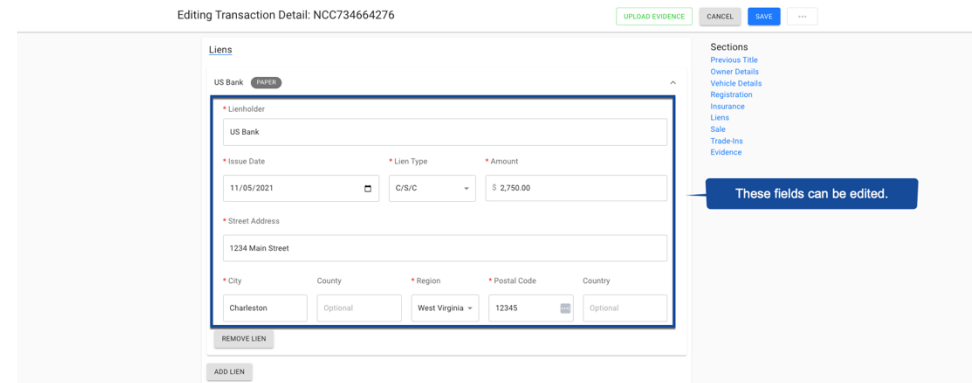 Editing Transaction Detail: NCC734664276
UPLOAD EVIDENCE
CANCEL
SAVE
...
Liens
US Bank PAPER
* Lienholder
US Bank
* Issue Date * Lien Type * Amount
11/05/2021 C/S/C $ 2,750.00
* Street Address
1234 Main Street
* City County * Region * Postal Code Country
Charleston Optional West Virginia 12345 Optional
REMOVE LIEN
ADD LIEN
Sections
Previous Title
Owner Details
Vehicle Details
Registration
Insurance
Liens
Sale
Trade-Ins
Evidence
These fields can be edited.